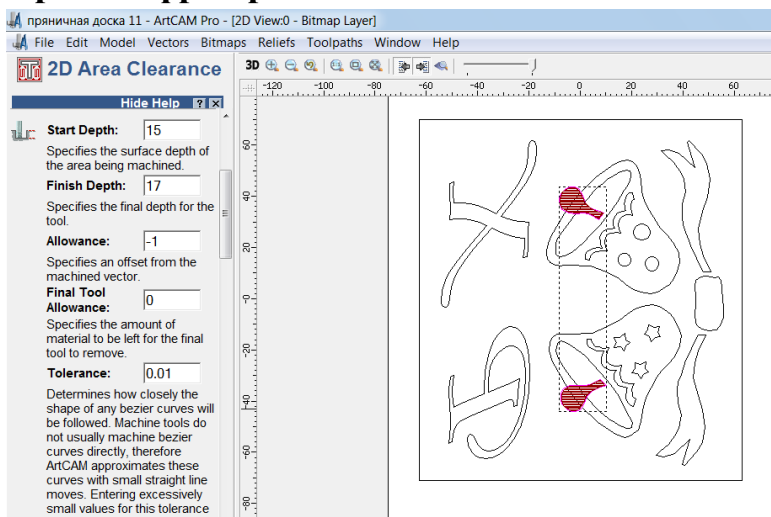 пряничная доска 11 - ArtCAM Pro - [2D View:0 - Bitmap Layer]
File Edit Model Vectors Bitmaps Reliefs Toolpaths Window Help
2D Area Clearance
3D
Hide Help ? x
-120 -100 -80 -60 -40 -20 0 20 40 60
60
40
20
-0
-20
-40
-60
-80
Start Depth: 15
Specifies the surface depth of
the area being machined.
Finish Depth: 17
Specifies the final depth for the
tool.
Allowance: -1
Specifies an offset from the
machined vector.
Final Tool
Allowance: 0
Specifies the amount of
material to be left for the final
tool to remove.
Tolerance: 0.01
Determines how closely the
shape of any bezier curves will
be followed. Machine tools do
not usually machine bezier
curves directly, therefore
ArtCAM approximates these
curves with small straight line
moves. Entering excessively
small values for this tolerance